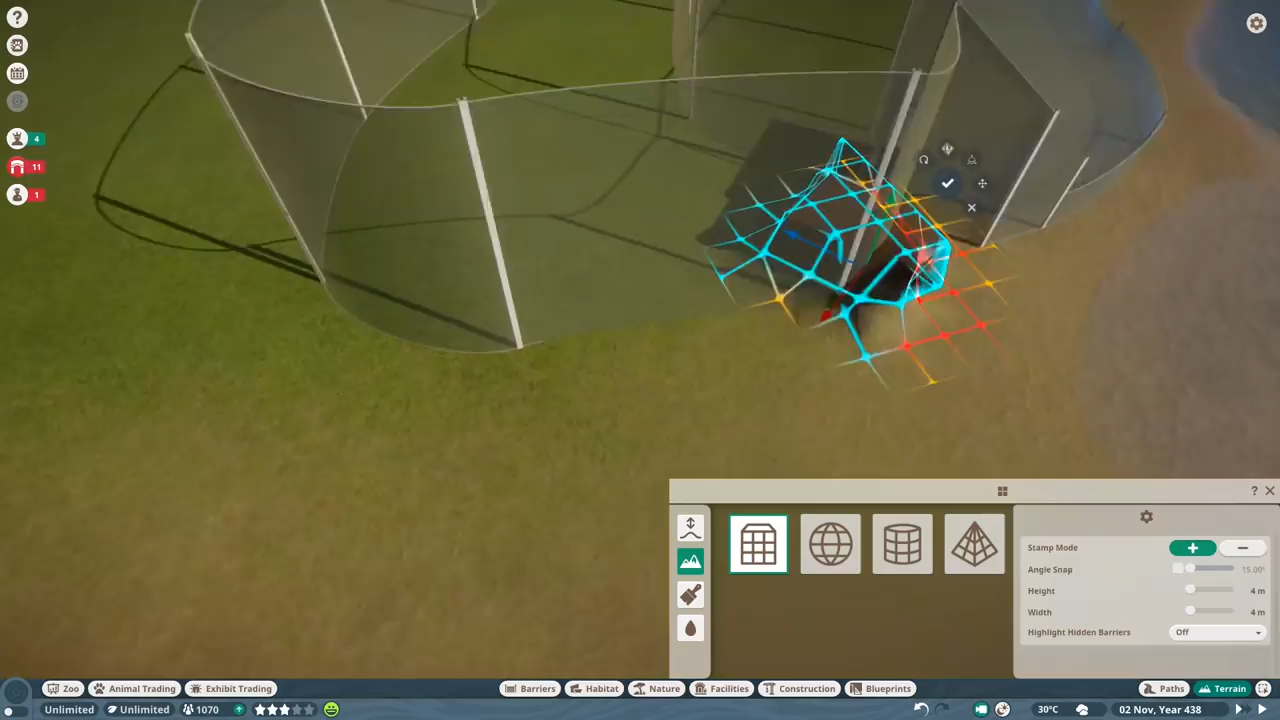 ?
4
11
1
? ×
Stamp Mode + −
Angle Snap 15.00°
Height 4 m
Width 4 m
Highlight Hidden Barriers Off
Zoo Animal Trading Exhibit Trading Barriers Habitat Nature Facilities Construction Blueprints Paths Terrain
Unlimited Unlimited 1070 30°C 02 Nov, Year 438